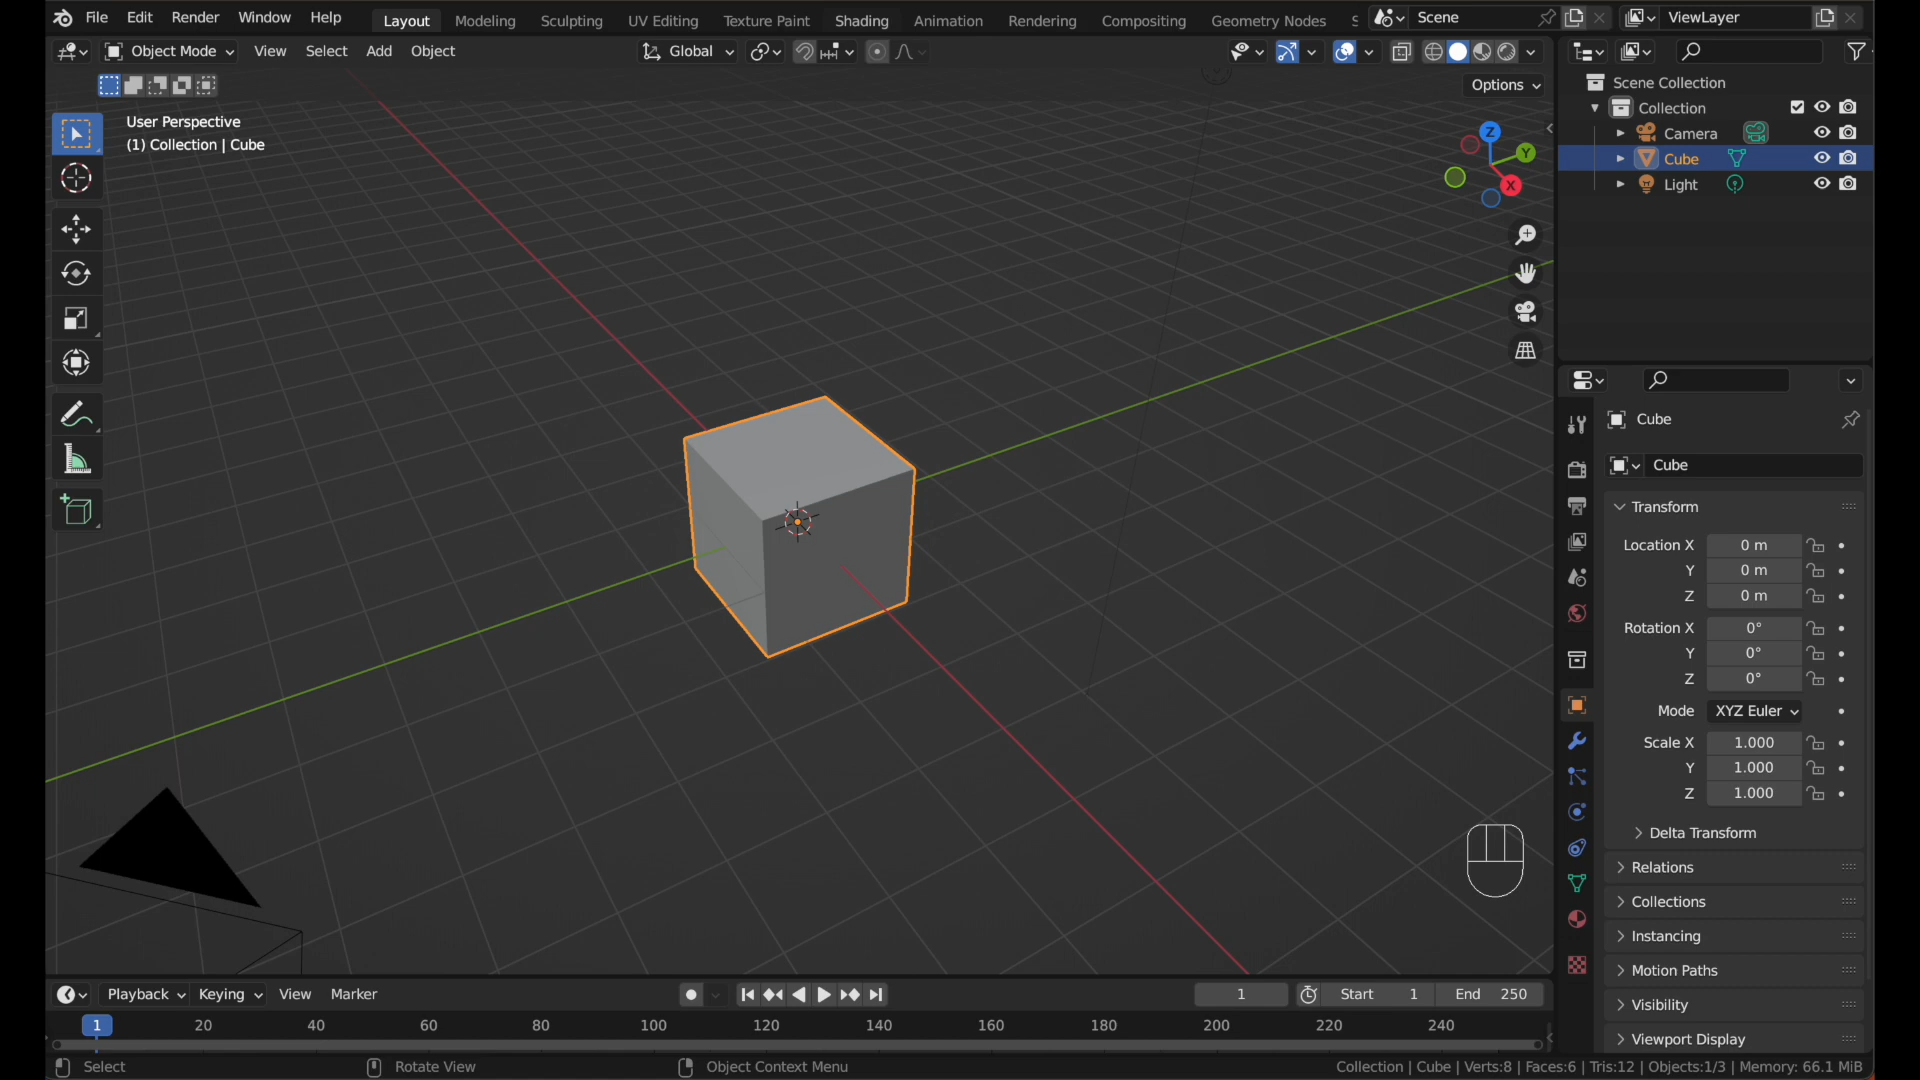 File Edit Render Window Help Layout Modeling Sculpting UV Editing Texture Paint Shading Animation Rendering Compositing Geometry Nodes S Scene ViewLayer
Object Mode View Select Add Object Global
Options
User Perspective
(1) Collection | Cube
Z
Y
X
Scene Collection
Collection
Camera
Cube
Light
Cube
Cube
Transform
Location X 0 m
Y 0 m
Z 0 m
Rotation X 0°
Y 0°
Z 0°
Mode XYZ Euler
Scale X 1.000
Y 1.000
Z 1.000
Delta Transform
Relations
Collections
Instancing
Motion Paths
Visibility
Viewport Display
Playback Keying View Marker 1 Start 1 End 250
1 20 40 60 80 100 120 140 160 180 200 220 240
Select Rotate View Object Context Menu Collection | Cube | Verts:8 | Faces:6 | Tris:12 | Objects:1/3 | Memory: 66.1 MiB